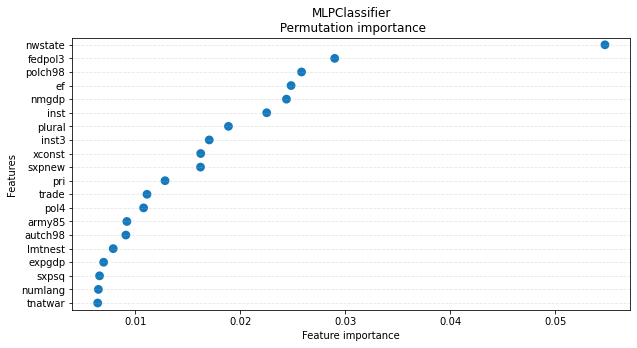 MLPClassifier
Permutation importance
nwstate
fedpol3
polch98
ef
nmgdp
inst
plural
inst3
xconst
sxpnew
pri
trade
pol4
army85
autch98
lmtnest
expgdp
sxpsq
numlang
tnatwar
Features
0.01 0.02 0.03 0.04 0.05
Feature importance